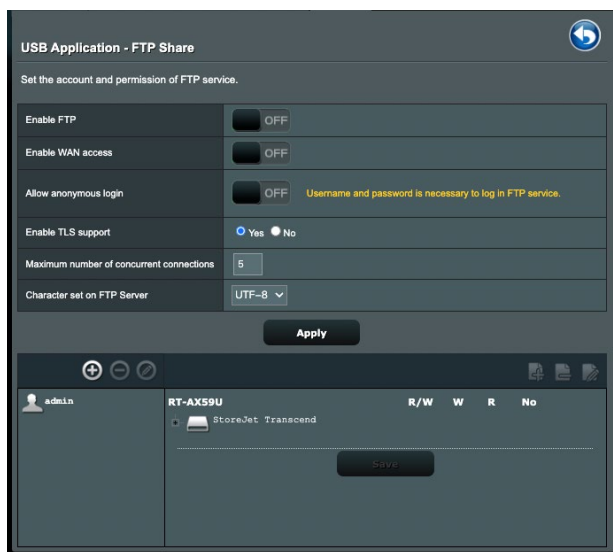 USB Application - FTP Share
Set the account and permission of FTP service.
Enable FTP OFF
Enable WAN access OFF
Allow anonymous login OFF Username and password is necessary to log in FTP service.
Enable TLS support Yes No
Maximum number of concurrent connections 5
Character set on FTP Server UTF-8
Apply
admin
RT-AX59U R/W W R No
StoreJet Transcend
Save